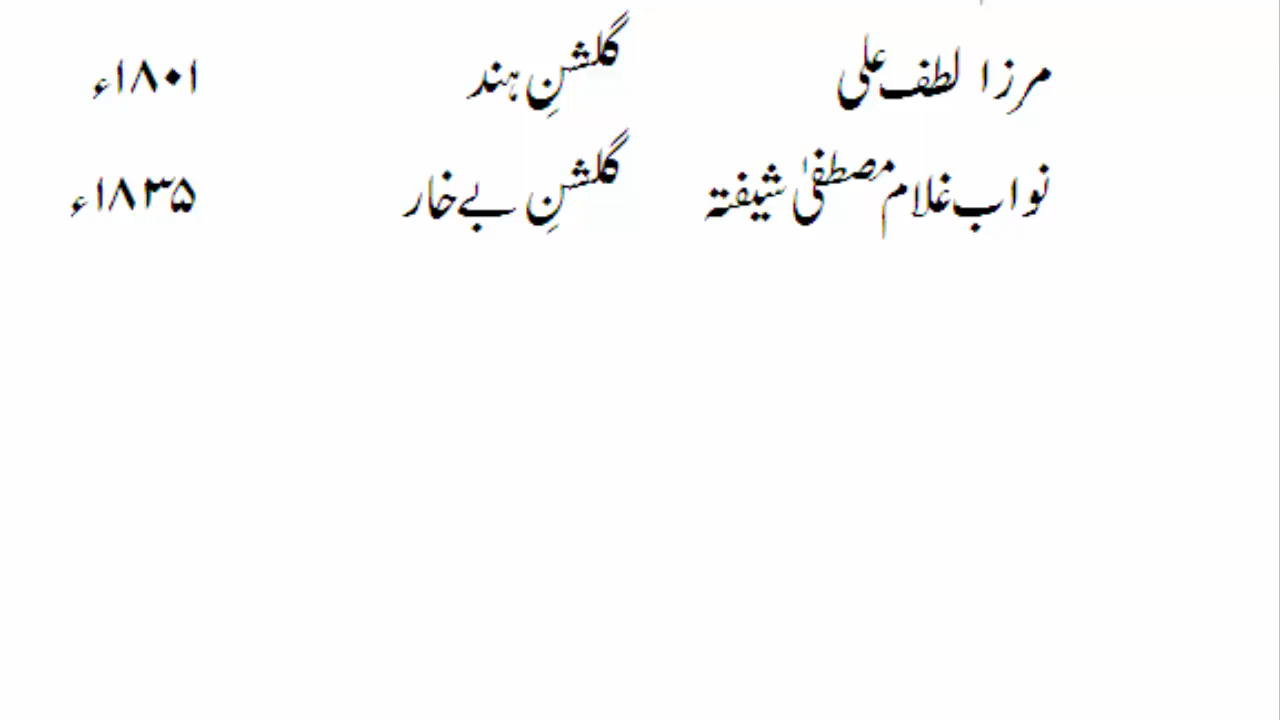 مرزا لطف علی گلشنِ ہند ۱۸۰۱ء
نواب غلام مصطفیٰ شیفتہ گلشنِ بے خار ۱۸۳۵ء